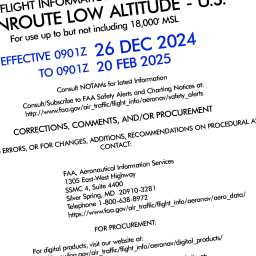 FLIGHT INFORMATION
ENROUTE LOW ALTITUDE - U.S.
For use up to but not including 18,000' MSL
EFFECTIVE 0901Z 26 DEC 2024
TO 0901Z 20 FEB 2025
Consult NOTAMs for latest information
Consult/Subscribe to FAA Safety Alerts and Charting Notices at:
http://www.faa.gov/air_traffic/flight_info/aeronav/safety_alerts
CORRECTIONS, COMMENTS, AND/OR PROCUREMENT
ERRORS, OR FOR CHANGES, ADDITIONS, RECOMMENDATIONS ON PROCEDURAL
CONTACT:
FAA, Aeronautical Information Services
1305 East-West Highway
SSMC 4, Suite 4400
Silver Spring, MD 20910-3281
Telephone 1-800-638-8972
https://www.faa.gov/air_traffic/flight_info/aeronav/aero_data/
FOR PROCUREMENT:
For digital products, visit our website at:
/air_traffic/flight_info/aeronav/digital_products/